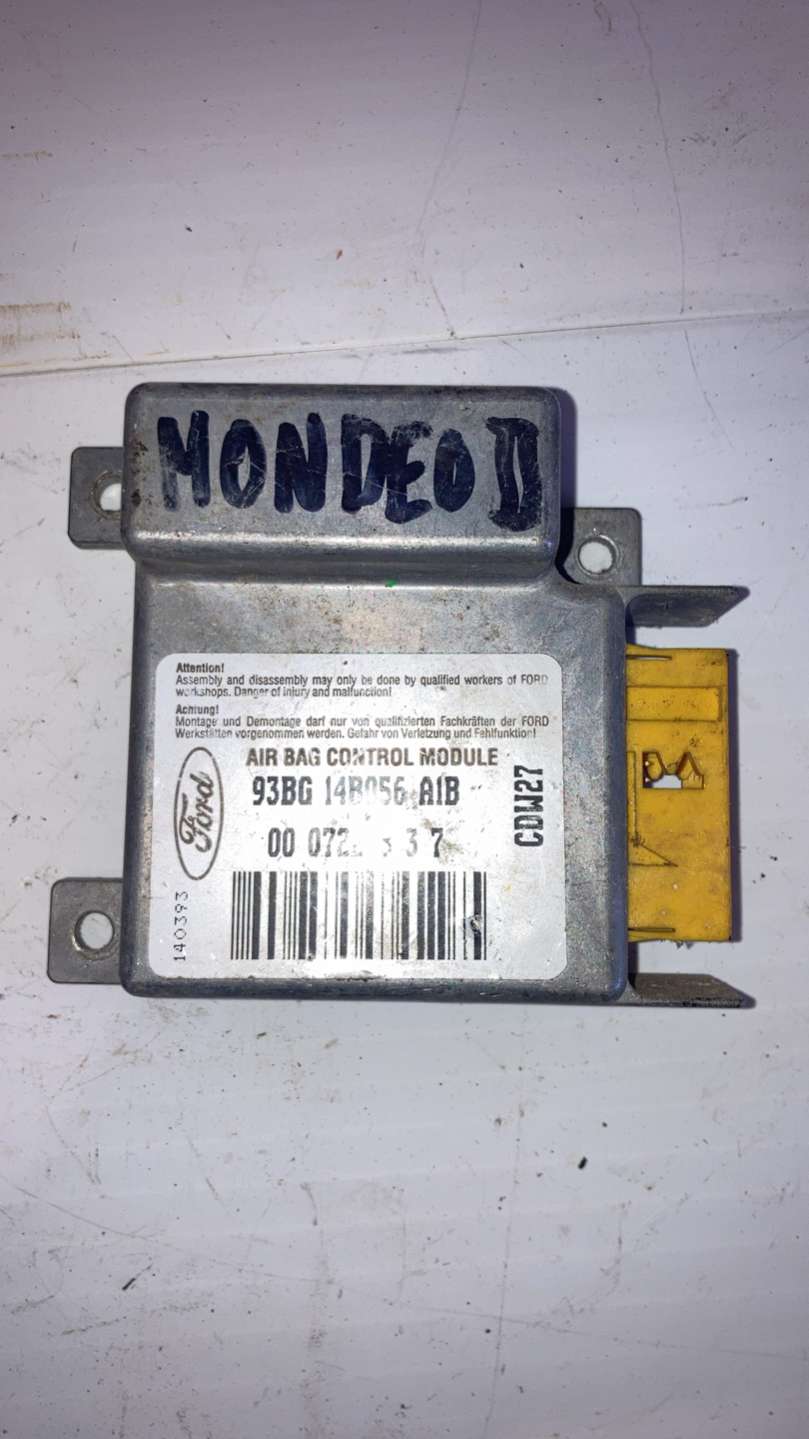 MONDEO II
Attention!
Assembly and disassembly may only be done by qualified workers of FORD
workshops. Danger of injury and malfunction!
Achtung!
Montage und Demontage darf nur von qualifizierten Fachkräften der FORD
Werkstätten vorgenommen werden. Gefahr von Verletzung und Fehlfunktion!
AIR BAG CONTROL MODULE
93BG 14B056 A1B
00
CDW27
Ford
140393